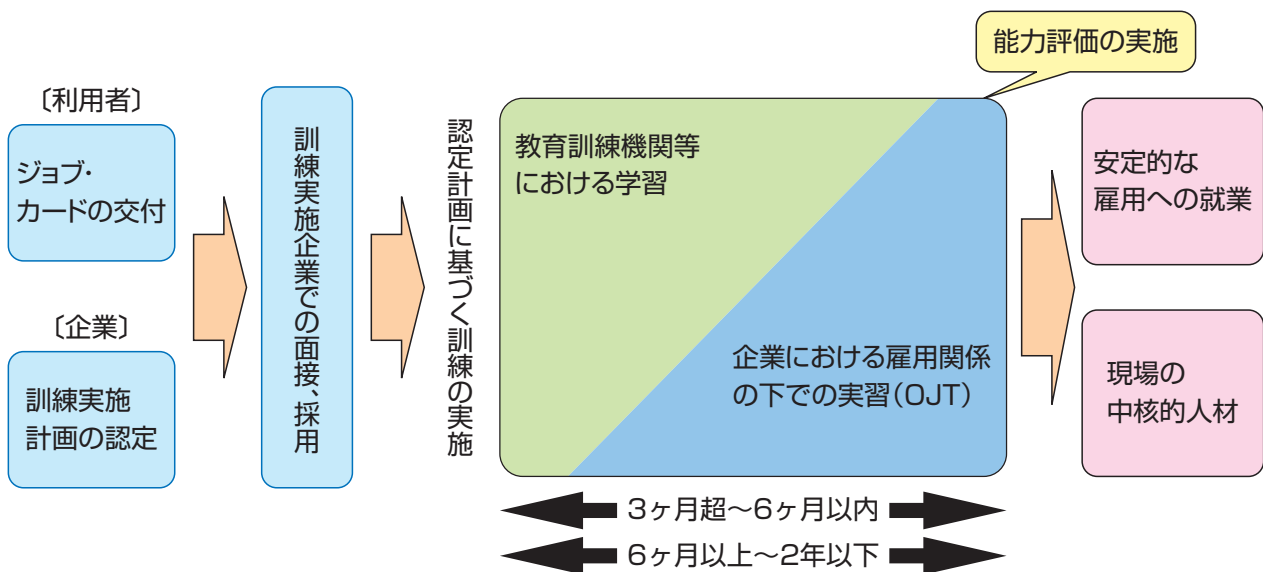 能力評価の実施
〔利用者〕
ジョブ・
カードの交付
〔企業〕
訓練実施
計画の認定
訓練実施企業での面接、採用
認定計画に基づく訓練の実施
教育訓練機関等
における学習
企業における雇用関係
の下での実習(OJT)
3ヶ月超～6ヶ月以内
6ヶ月以上～2年以下
安定的な
雇用への就業
現場の
中核的人材